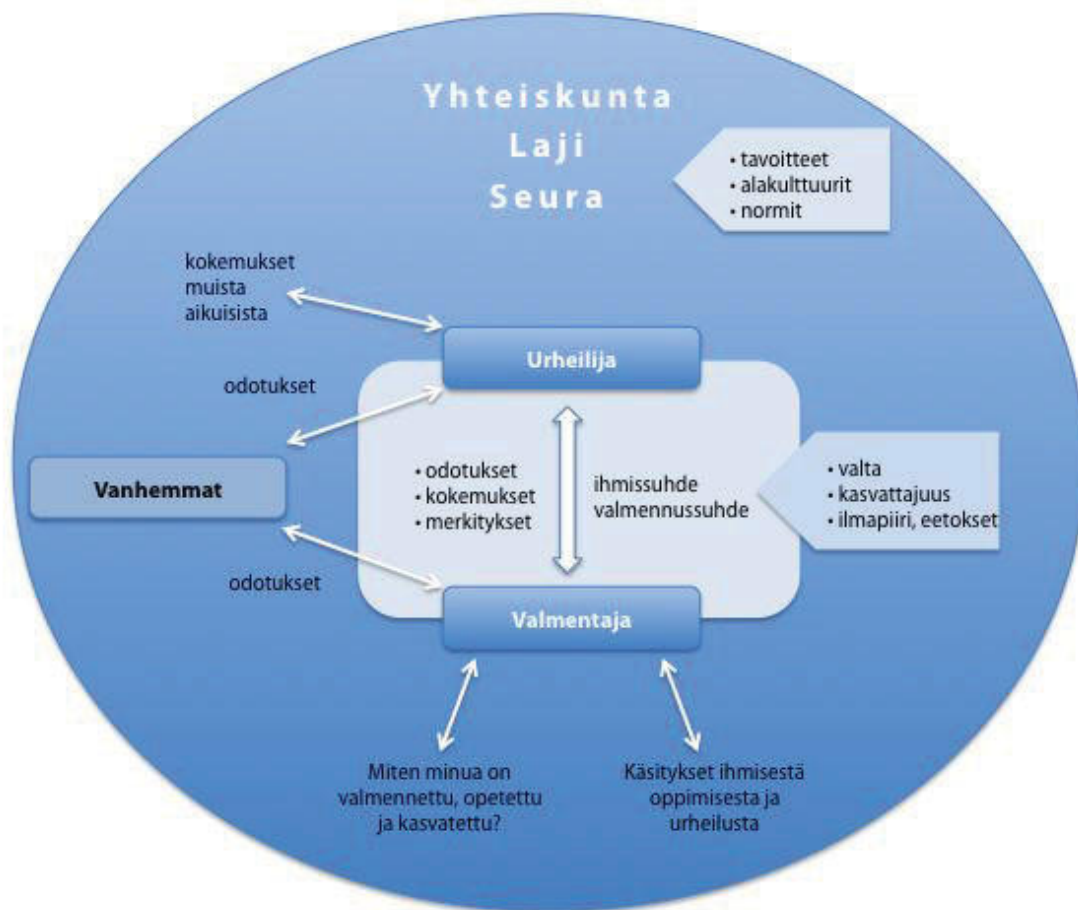 Yhteiskunta
Laji
Seura
• tavoitteet
• alakulttuurit
• normit
kokemukset
muista
aikuisista
Urheilija
odotukset
Vanhemmat
• odotukset
• kokemukset
• merkitykset
ihmissuhde
valmennussuhde
• valta
• kasvattajuus
• ilmapiiri, eetokset
odotukset
Valmentaja
Miten minua on
valmennettu, opetettu
ja kasvatettu?
Käsitykset ihmisestä
oppimisesta ja
urheilusta